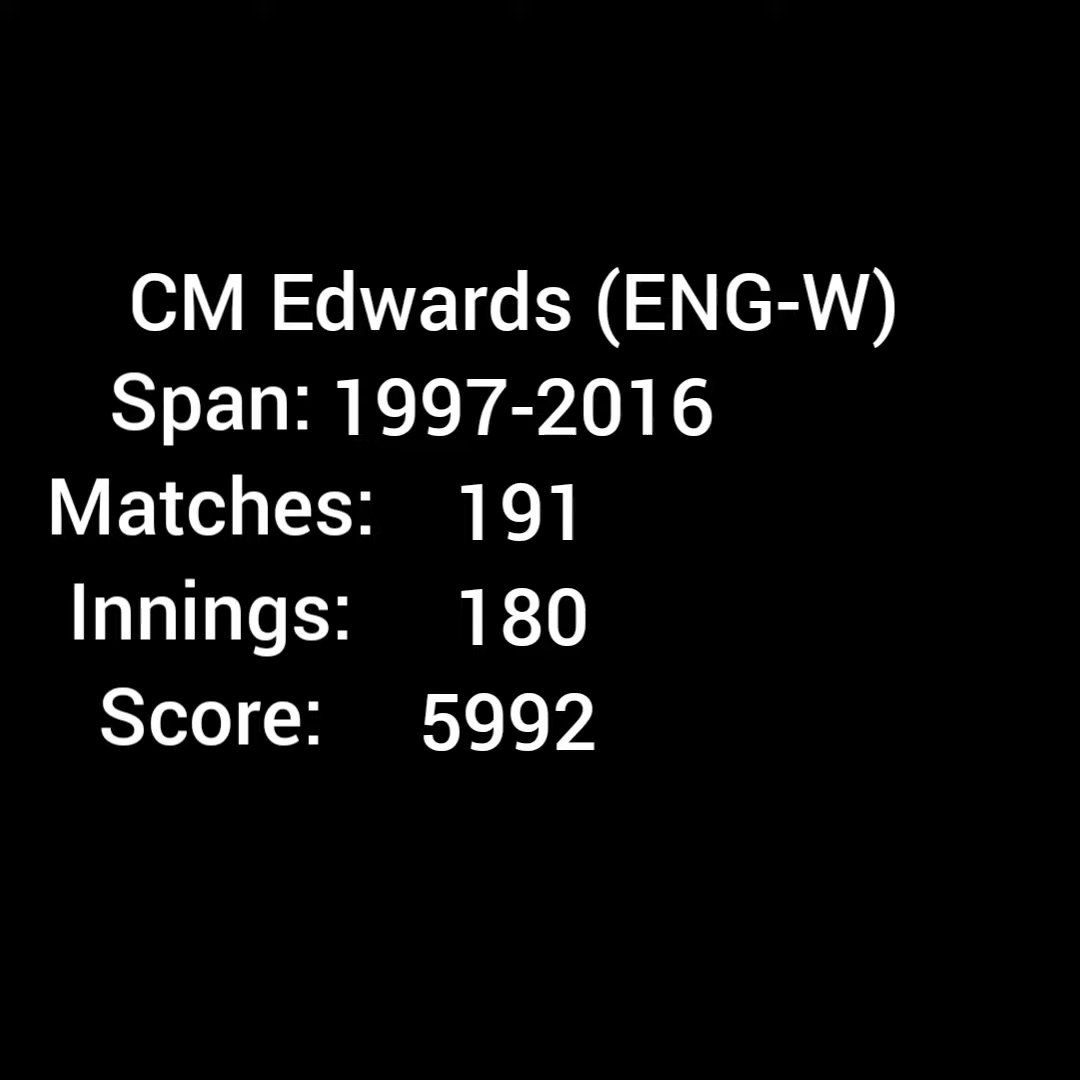 CM Edwards (ENG-W)
Span: 1997-2016
Matches: 191
Innings: 180
Score: 5992